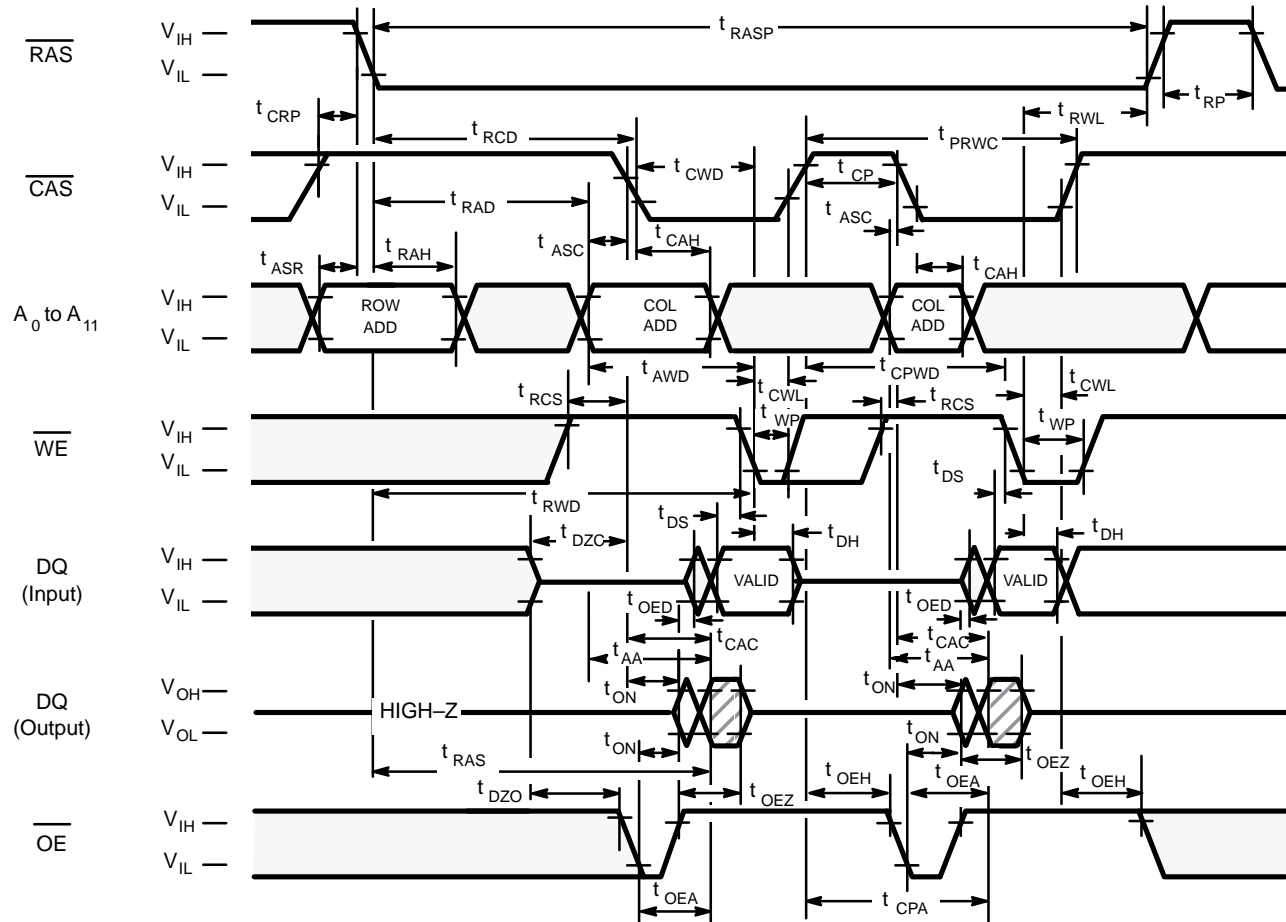 t RASP
RAS
V IH
V IL
t CRP
t RCD
t RWL
t RP
t PRWC
CAS
V IH
V IL
t CWD
t CP
t RAD
t ASC
t CAH
t ASC
t ASR
t RAH
t CAH
A 0 to A 11
V IH
V IL
ROW ADD
COL ADD
COL ADD
t AWD
t CPWD
t RCS
t CWL
t RCS
t CWL
t WP
t WP
WE
V IH
V IL
t RWD
t DS
t DS
t DZC
t DH
t DH
DQ
(Input)
V IH
V IL
VALID
VALID
t OED
t OED
t CAC
t CAC
t AA
t AA
t ON
t ON
DQ
(Output)
V OH
V OL
HIGH–Z
t ON
t ON
t RAS
t OEZ
t DZO
t OEZ
t OEH
t OEA
t OEH
OE
V IH
V IL
t OEA
t CPA